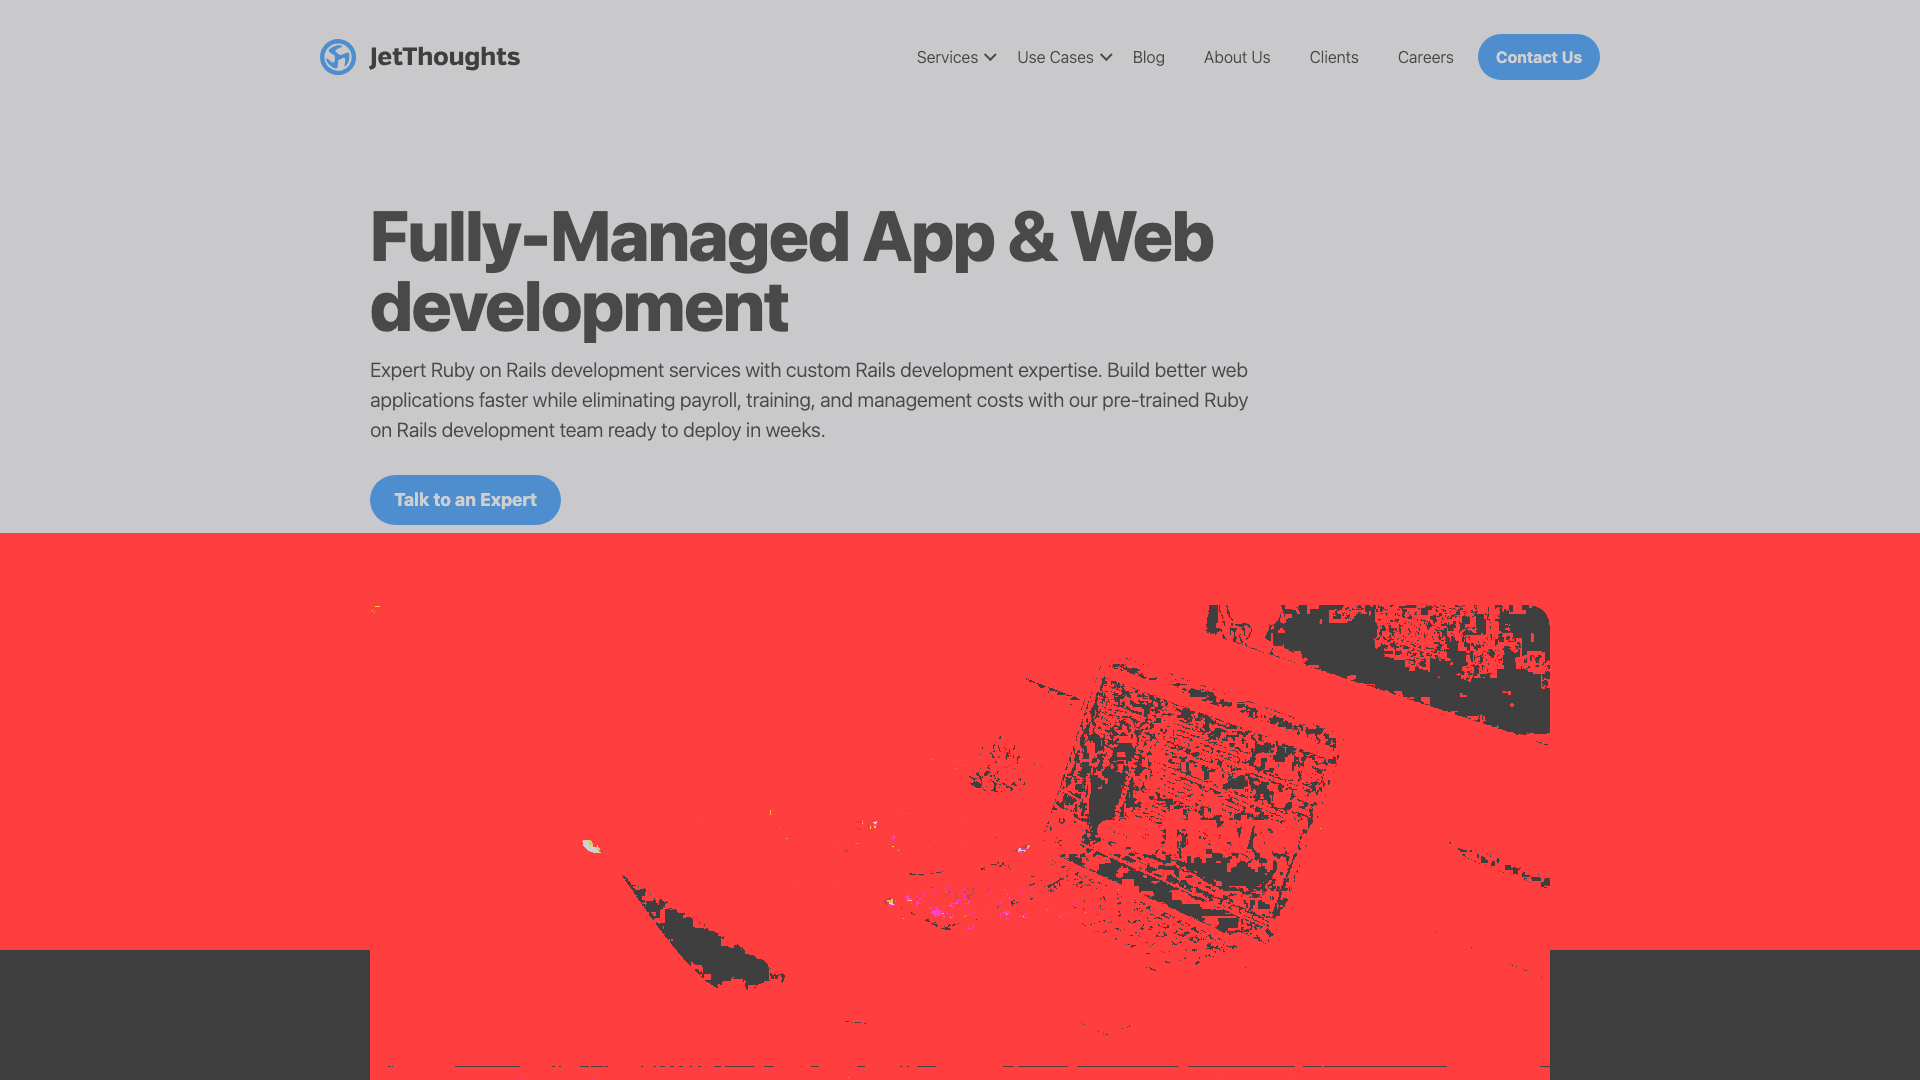 JetThoughts
Services Use Cases Blog About Us Clients Careers Contact Us
Fully-Managed App & Web
development
Expert Ruby on Rails development services with custom Rails development expertise. Build better web
applications faster while eliminating payroll, training, and management costs with our pre-trained Ruby
on Rails development team ready to deploy in weeks.
Talk to an Expert